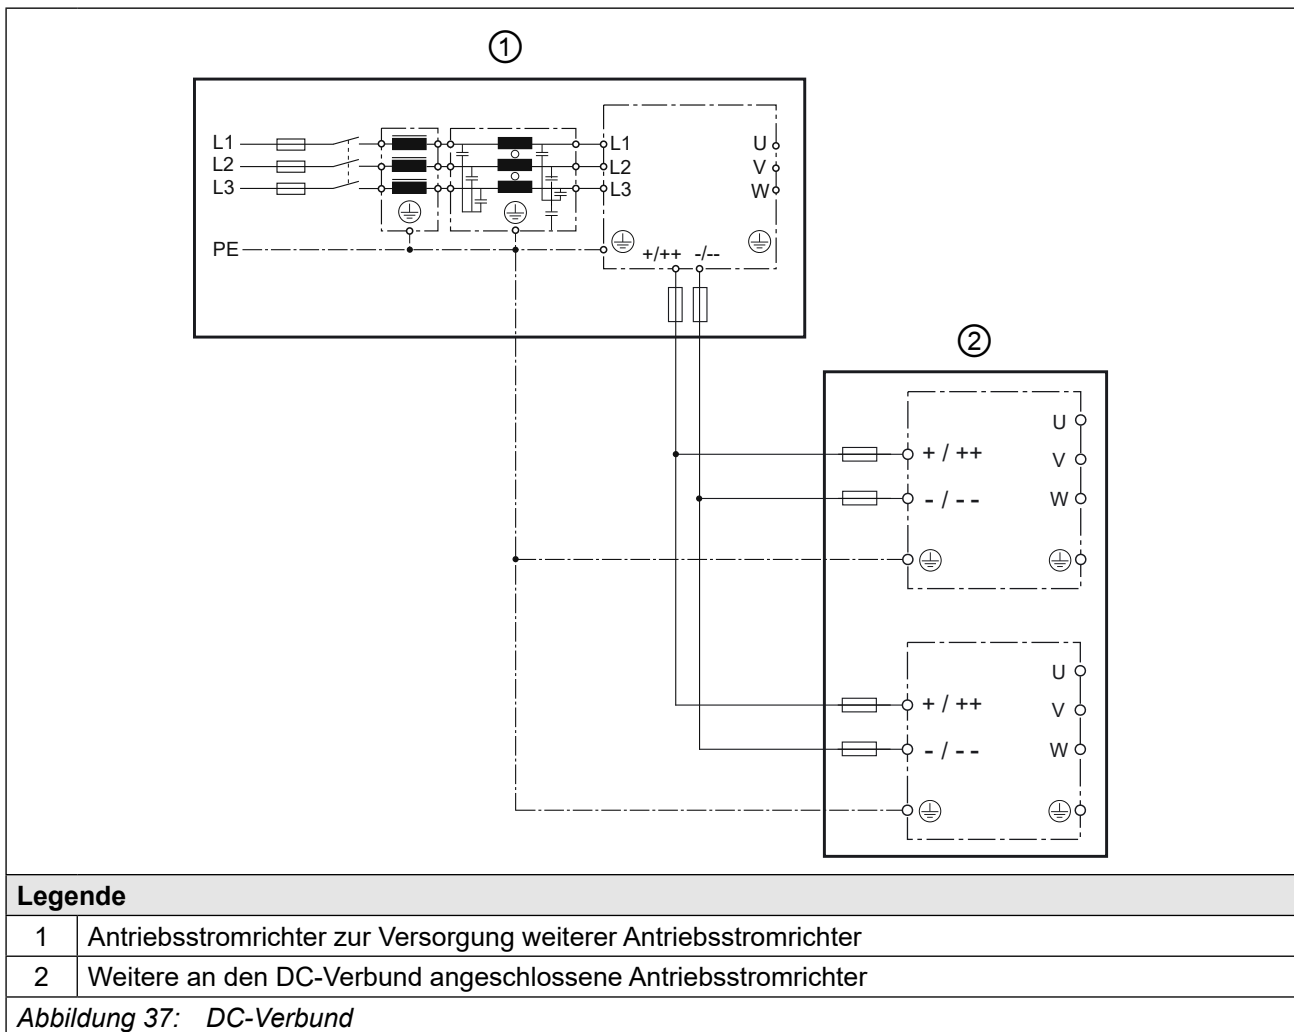 ①
L1
L2
L3
PE
L1
L2
L3
U
V
W
+/++ -/--
②
U
+ / ++
V
- / - -
W
U
+ / ++
V
- / - -
W
Legende
1 Antriebsstromrichter zur Versorgung weiterer Antriebsstromrichter
2 Weitere an den DC-Verbund angeschlossene Antriebsstromrichter
Abbildung 37: DC-Verbund